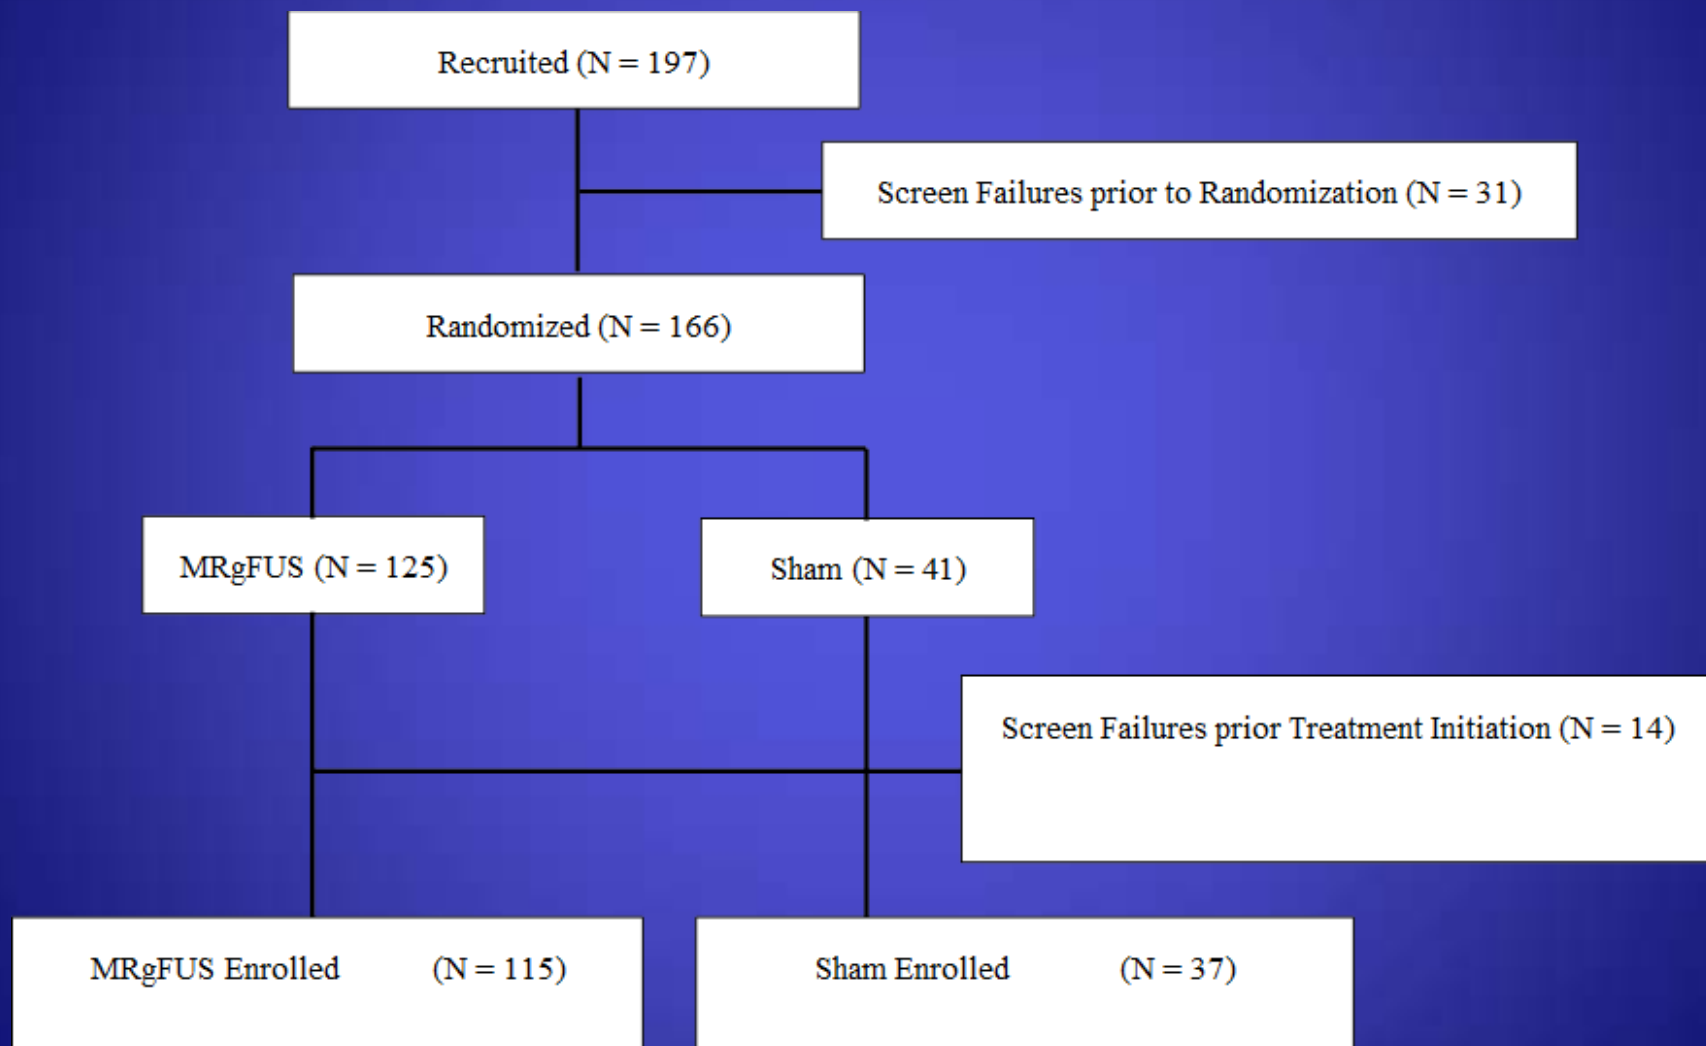 Recruited (N = 197)
Screen Failures prior to Randomization (N = 31)
Randomized (N = 166)
MRgFUS (N = 125)
Sham (N = 41)
Screen Failures prior Treatment Initiation (N = 14)
MRgFUS Enrolled (N = 115)
Sham Enrolled (N = 37)